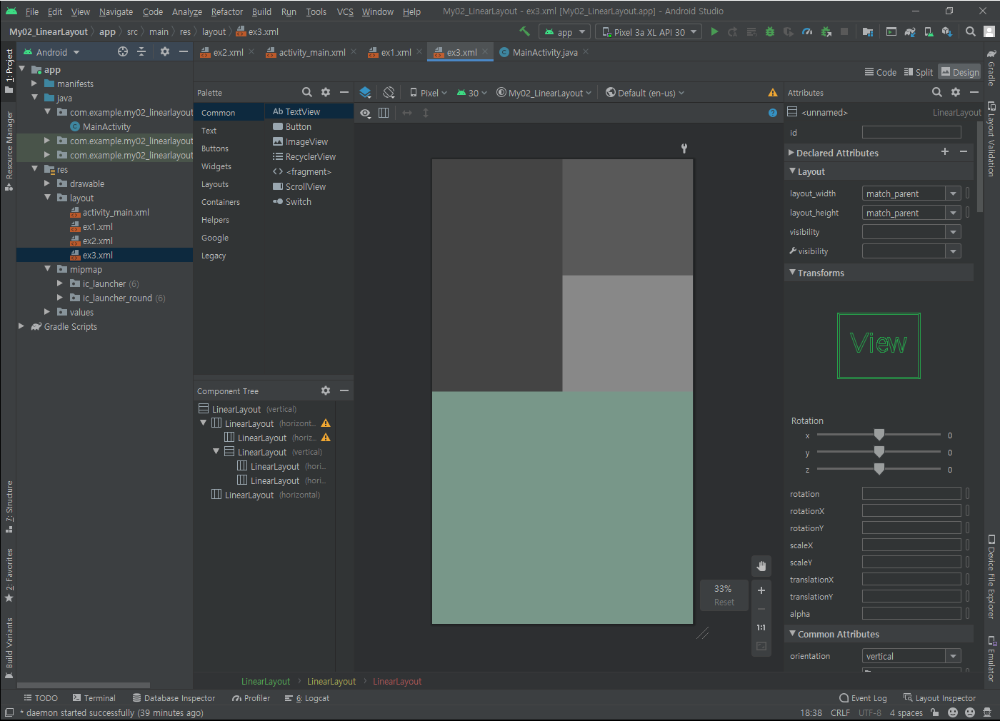 File Edit View Navigate Code Analyze Refactor Build Run Tools VCS Window Help My02_LinearLayout - ex3.xml [My02_LinearLayout.app] - Android Studio
My02_LinearLayout app src main res layout ex3.xml app Pixel 3a XL API 30
Android ex2.xml activity_main.xml ex1.xml ex3.xml MainActivity.java
Code Split Design
1: Project
Resource Manager
7: Structure
2: Favorites
Build Variants
app
manifests
java
com.example.my02_linearlayout
MainActivity
com.example.my02_linearlayout
com.example.my02_linearlayout
res
drawable
layout
activity_main.xml
ex1.xml
ex2.xml
ex3.xml
mipmap
ic_launcher (6)
ic_launcher_round (6)
values
Gradle Scripts
Palette
Common
Text
Buttons
Widgets
Layouts
Containers
Helpers
Google
Legacy
Ab TextView
Button
ImageView
RecyclerView
<fragment>
ScrollView
Switch
Component Tree
LinearLayout (vertical)
LinearLayout (horizont...
LinearLayout (horiz...
LinearLayout (vertical)
LinearLayout (hori...
LinearLayout (hori...
LinearLayout (horizontal)
Pixel 30 My02_LinearLayout Default (en-us)
?
33%
Reset
1:1
LinearLayout LinearLayout LinearLayout
Attributes
<unnamed> LinearLayout
id
Declared Attributes
Layout
layout_width match_parent
layout_height match_parent
visibility
visibility
Transforms
View
Rotation
x 0
y 0
z 0
rotation
rotationX
rotationY
scaleX
scaleY
translationX
translationY
alpha
Common Attributes
orientation vertical
Gradle
Layout Validation
Device File Explorer
Emulator
TODO Terminal Database Inspector Profiler 6: Logcat Event Log Layout Inspector
* daemon started successfully (39 minutes ago) 18:38 CRLF UTF-8 4 spaces